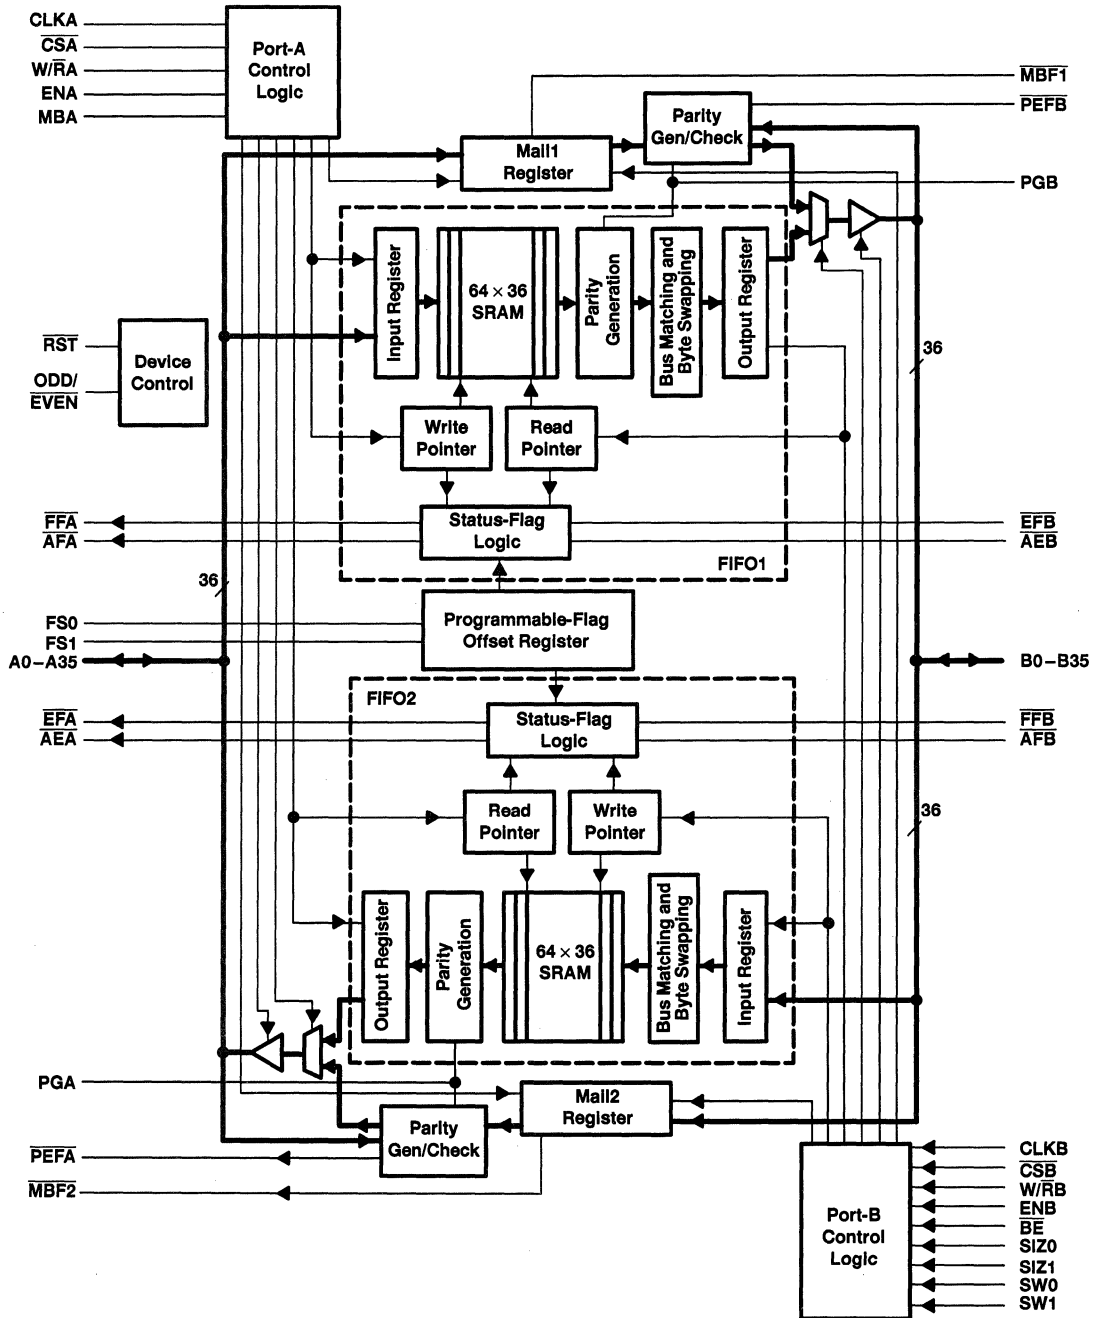 CLKA
CSA
W/RA
ENA
MBA
Port-A
Control
Logic
MBF1
PEFB
PGB
Mail1
Register
Parity
Gen/Check
Input Register
64 × 36
SRAM
Parity
Generation
Bus Matching and
Byte Swapping
Output Register
RST
ODD/
EVEN
Device
Control
36
Write
Pointer
Read
Pointer
FFA
AFA
Status-Flag
Logic
EFB
AEB
FIFO1
36
FS0
FS1
A0–A35
Programmable-Flag
Offset Register
B0–B35
FIFO2
EFA
AEA
Status-Flag
Logic
FFB
AFB
Read
Pointer
Write
Pointer
36
Output Register
Parity
Generation
64 × 36
SRAM
Bus Matching and
Byte Swapping
Input Register
PGA
Mail2
Register
Parity
Gen/Check
PEFA
MBF2
Port-B
Control
Logic
CLKB
CSB
W/RB
ENB
BE
SIZ0
SIZ1
SW0
SW1